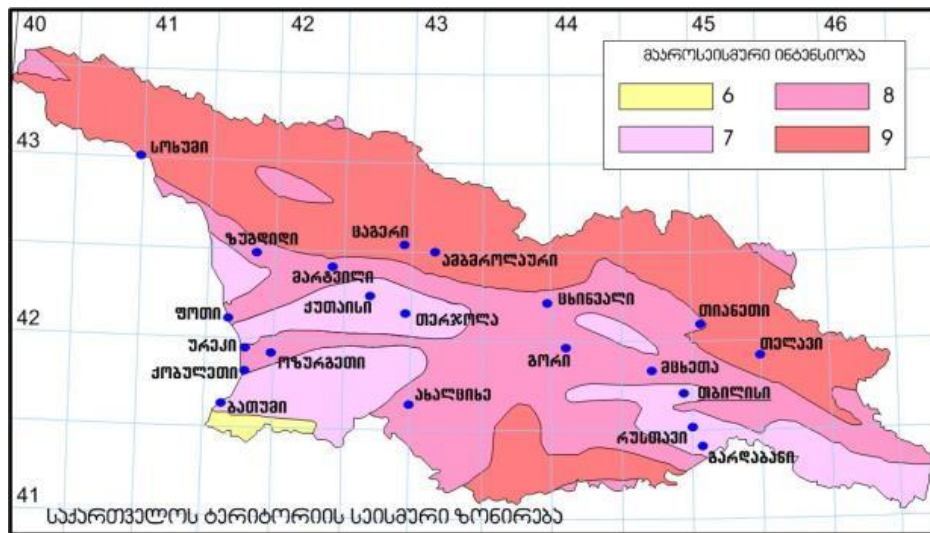 40 41 42 43 44 45 46
მაკროსეისმური ინტენსიობა
6 8
7 9
43
სოხუმი
ცაგერი
ზუგდიდი
ამბროლაური
მარტვილი
ცხინვალი
ქუთაისი
ფოთი
თერჯოლა
თიანეთი
42
ურეკი
თელავი
ოზურგეთი
გორი
მცხეთა
ქობულეთი
თბილისი
ახალციხე
ბათუმი
რუსთავი
გარდაბანი
41
საქართველოს ტერიტორიის სეისმური ზონირება